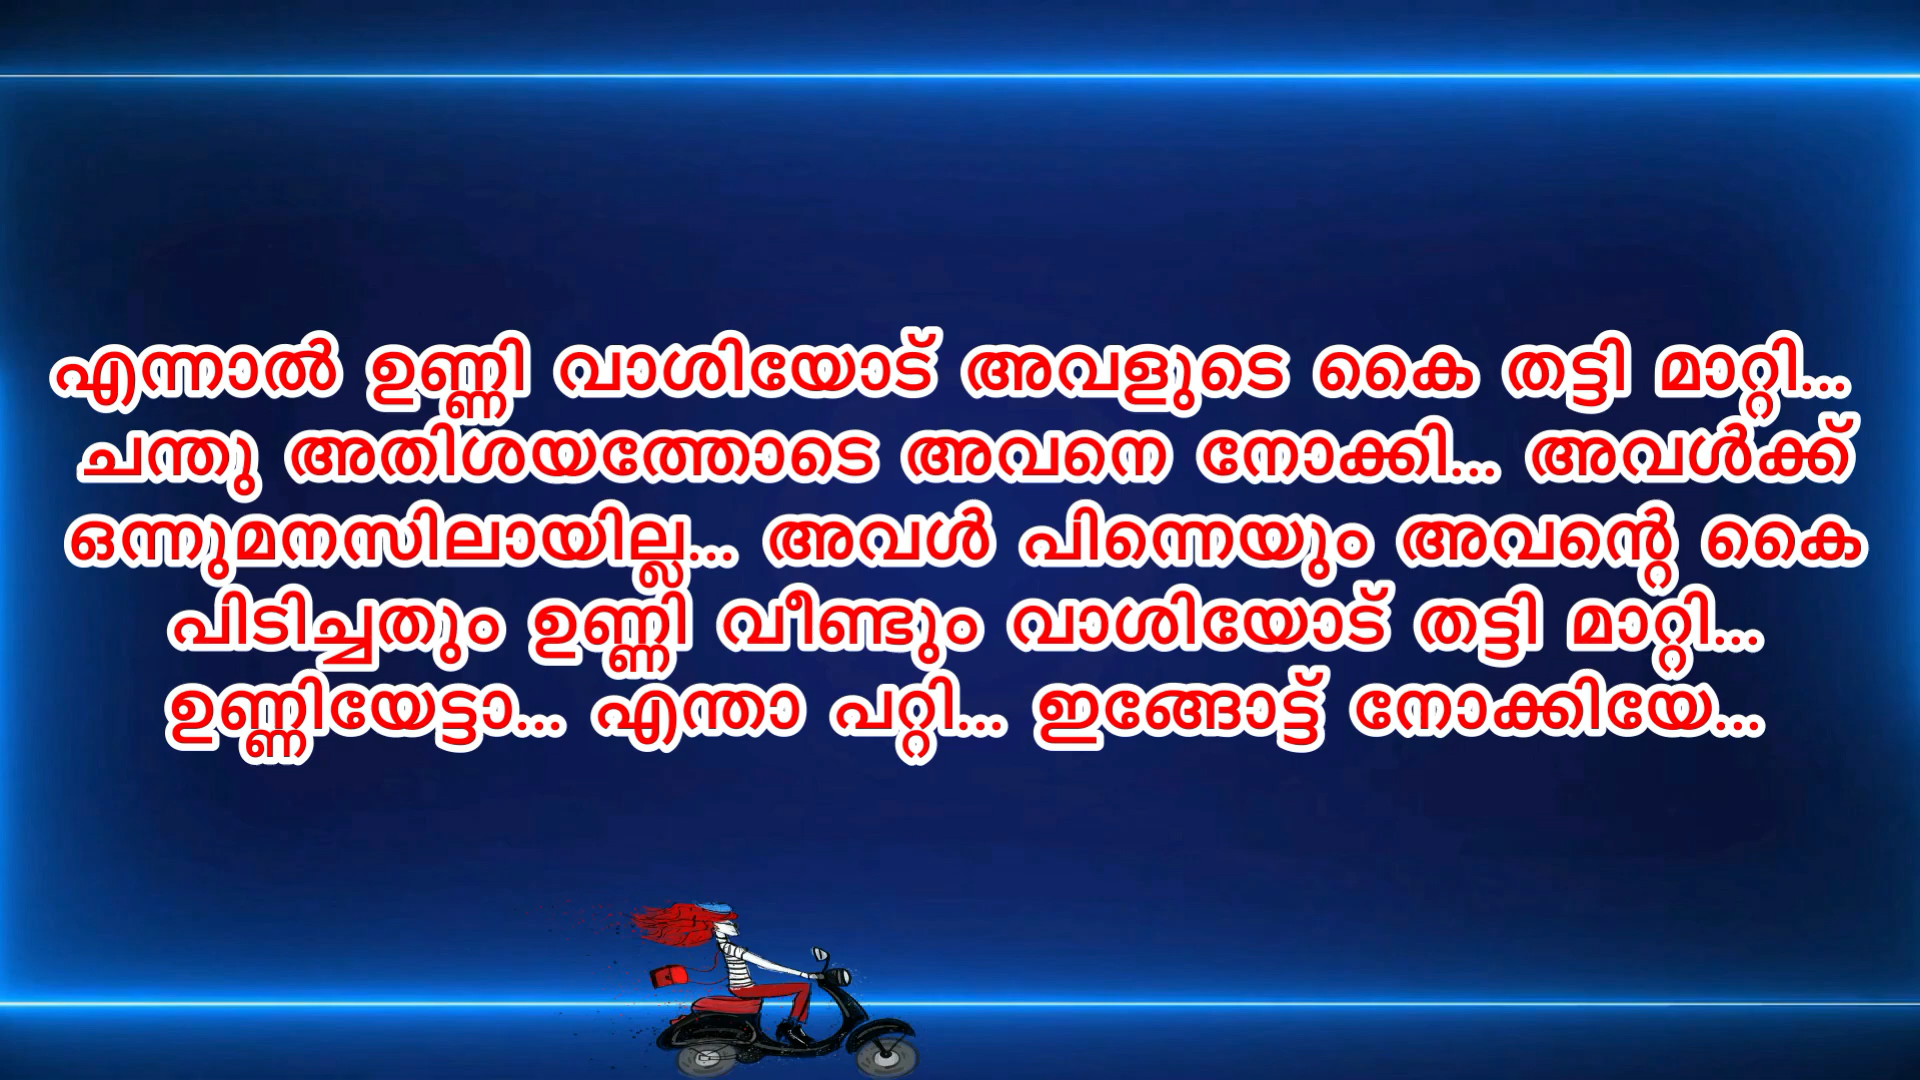 എന്നാൽ ഉണ്ണി വാശിയോട് അവളുടെ കൈ തട്ടി മാറ്റി...
ചന്തു അതിശയത്തോടെ അവനെ നോക്കി... അവൾക്ക്
ഒന്നുമനസിലായില്ല... അവൾ പിന്നെയും അവന്റെ കൈ
പിടിച്ചതും ഉണ്ണി വീണ്ടും വാശിയോട് തട്ടി മാറ്റി...
ഉണ്ണിയേട്ടാ... എന്താ പറ്റി... ഇങ്ങോട്ട് നോക്കിയേ...